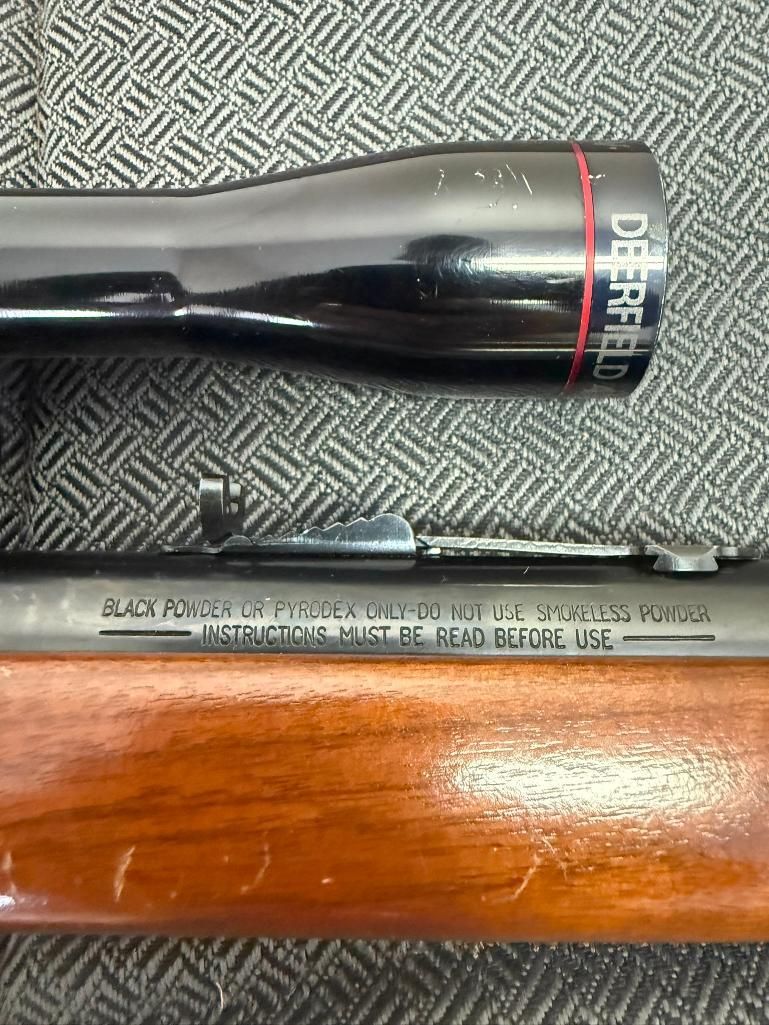 DEERFIELD
BLACK POWDER OR PYRODEX ONLY-DO NOT USE SMOKELESS POWDER
INSTRUCTIONS MUST BE READ BEFORE USE